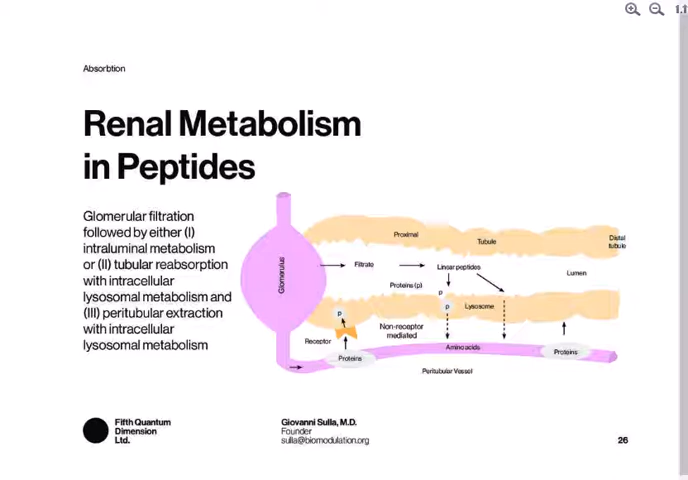 1.1
Absorbtion
Renal Metabolism
in Peptides
Glomerular filtration
followed by either (I)
intraluminal metabolism
or (II) tubular reabsorption
with intracellular
lysosomal metabolism and
(III) peritubular extraction
with intracellular
lysosomal metabolism
Glomerulus
Proximal
Tubule
Distal
tubule
Filtrate
Linear peptides
Lumen
Proteins (p)
P
P
P
Lysosome
Non-receptor
mediated
Receptor
Proteins
Amino acids
Proteins
Peritubular Vessel
Fifth Quantum
Dimension
Ltd.
Giovanni Sulla, M.D.
Founder
sulla@biomodulation.org
26